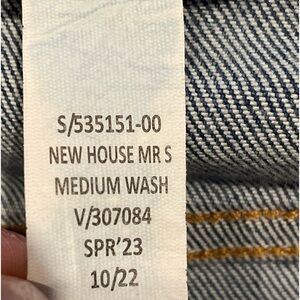 S/535151-00
NEW HOUSE MR S
MEDIUM WASH
V/307084
SPR'23
10/22